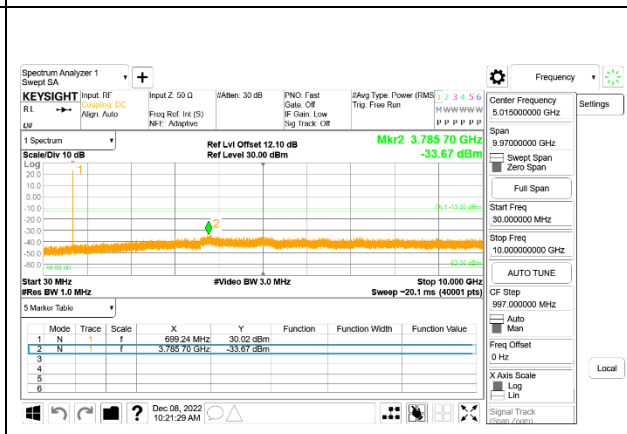 Spectrum Analyzer 1
Swept SA
Frequency
KEYSIGHT
Input: RF
Input Z: 50 Ω
#Atten: 30 dB
PNO: Fast
#Avg Type: Power (RMS
1 2 3 4 5 6
RL
Coupling: DC
Gate: Off
Trig: Free Run
M W W W W W
Align: Auto
Freq Ref: Int (S)
IF Gain: Low
NFE: Adaptive
Sig Track: Off
P P P P P P
Center Frequency
5.015000000 GHz
Settings
1 Spectrum
Ref Lvl Offset 12.10 dB
Mkr2 3.785 70 GHz
Scale/Div 10 dB
Ref Level 30.00 dBm
-33.67 dBm
Span
9.97000000 GHz
Swept Span
Zero Span
Log
20.0
10.0
0.00
-10.0
-20.0
-30.0
-40.0
-50.0
-60.0
1
2
DL1 -13.00 dBm
Full Span
Start Freq
30.000000 MHz
Stop Freq
10.000000000 GHz
AUTO TUNE
Start 30 MHz
#Video BW 3.0 MHz
Stop 10.000 GHz
#Res BW 1.0 MHz
Sweep ~20.1 ms (40001 pts)
CF Step
997.000000 MHz
Auto
Man
5 Marker Table
Mode Trace Scale X Y Function Function Width Function Value
1 N 1 f 699.24 MHz 30.02 dBm
2 N 1 f 3.785 70 GHz -33.67 dBm
3
4
5
6
Freq Offset
0 Hz
X Axis Scale
Log
Lin
Local
Signal Track
(Span Zoom)
Dec 08, 2022
10:21:29 AM